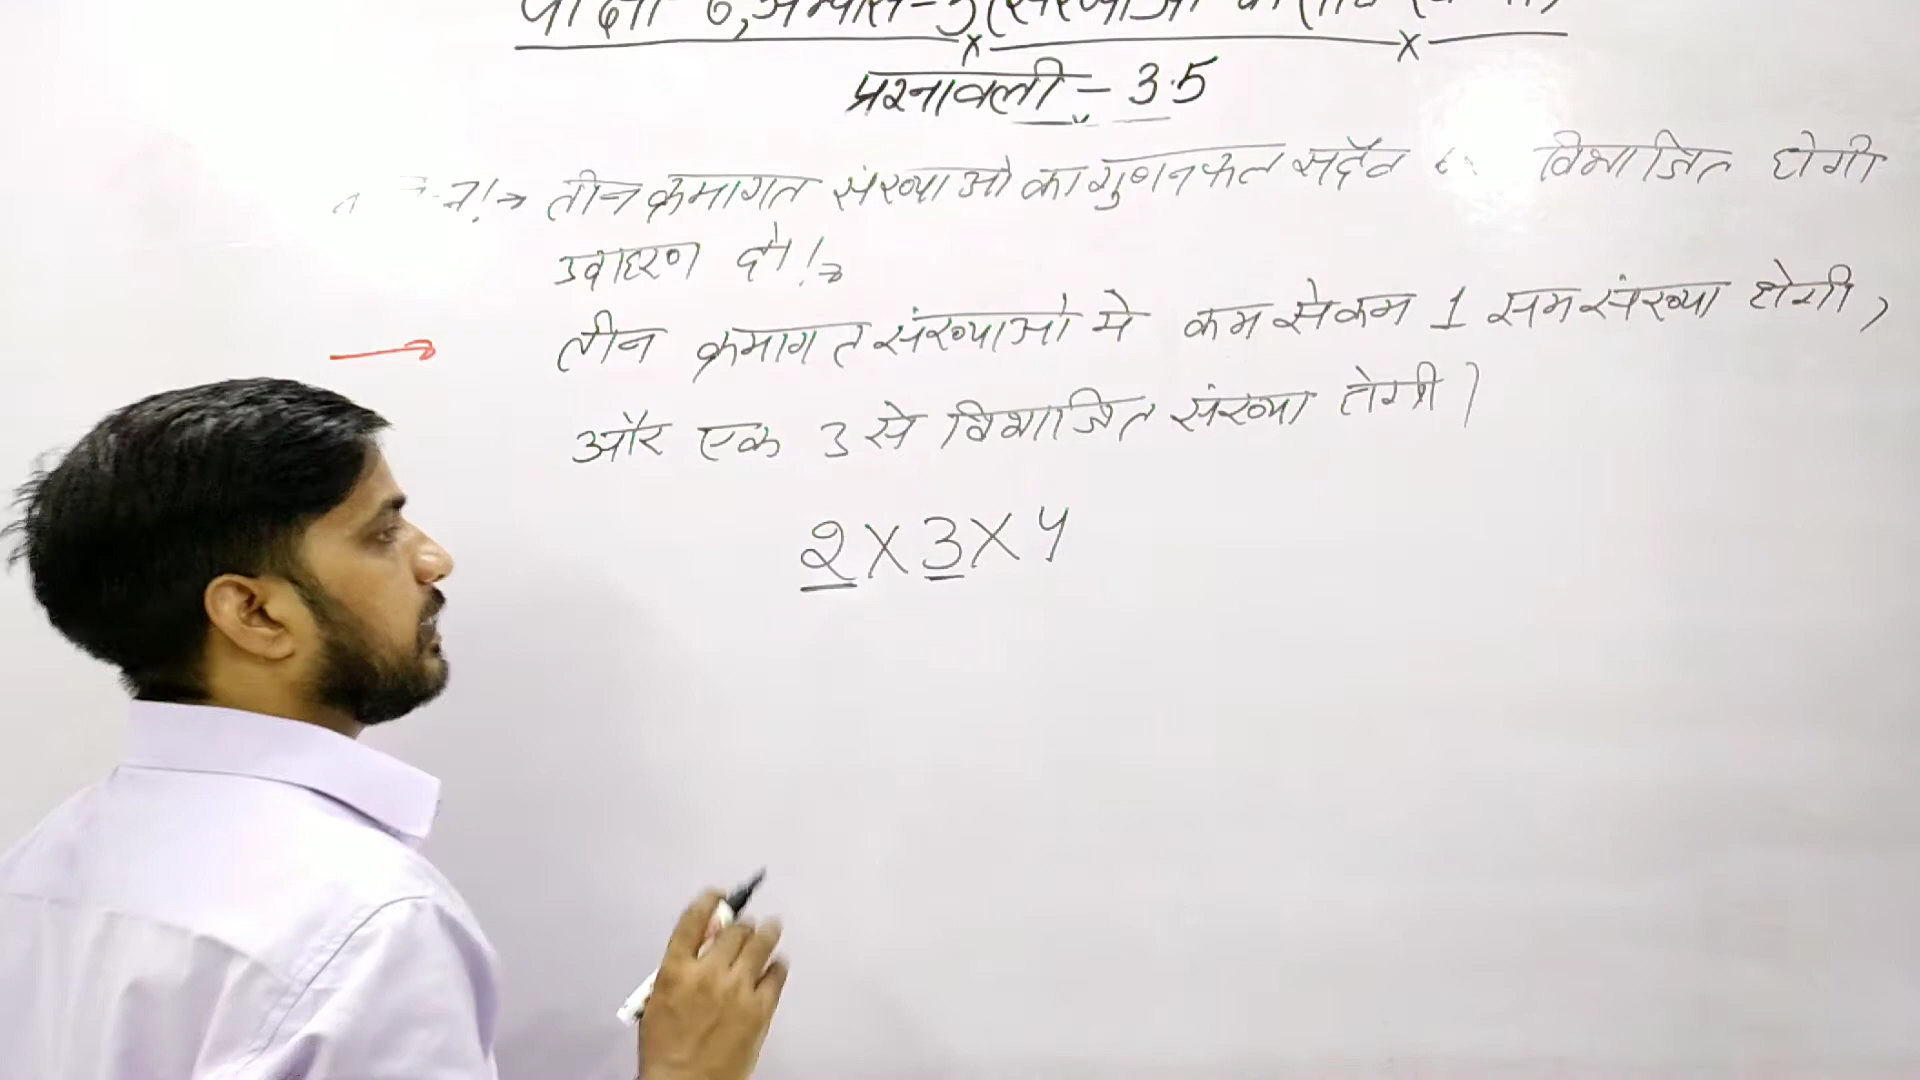 प्रश्नावली - 3.5
तीन क्रमागत संख्याओ का गुणनफल सदैव विभाजित होगी
उदाहरण दो!→
तीन क्रमागत संख्याओ मे कम से कम 1 सम संख्या होगी,
और एक 3 से विभाजित संख्या होगी।
2 X 3 X 4